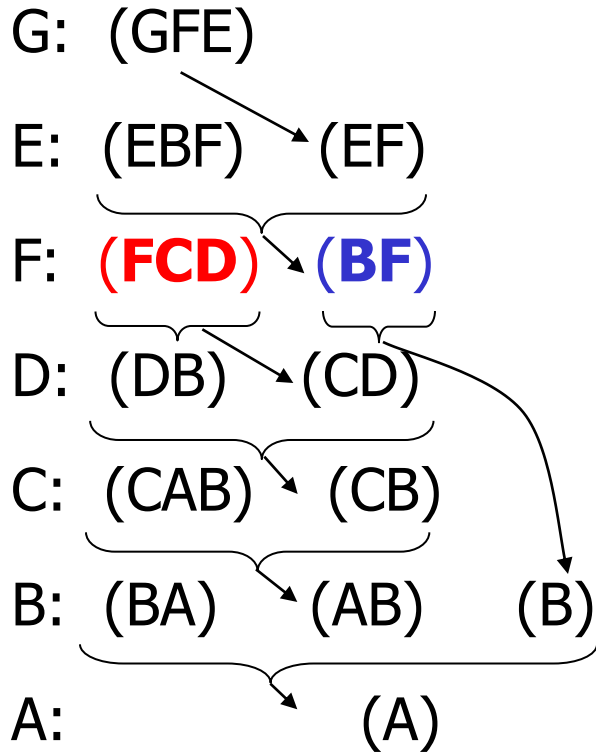 G: (GFE)
E: (EBF) (EF)
F: (FCD) (BF)
D: (DB) (CD)
C: (CAB) (CB)
B: (BA) (AB) (B)
A: (A)